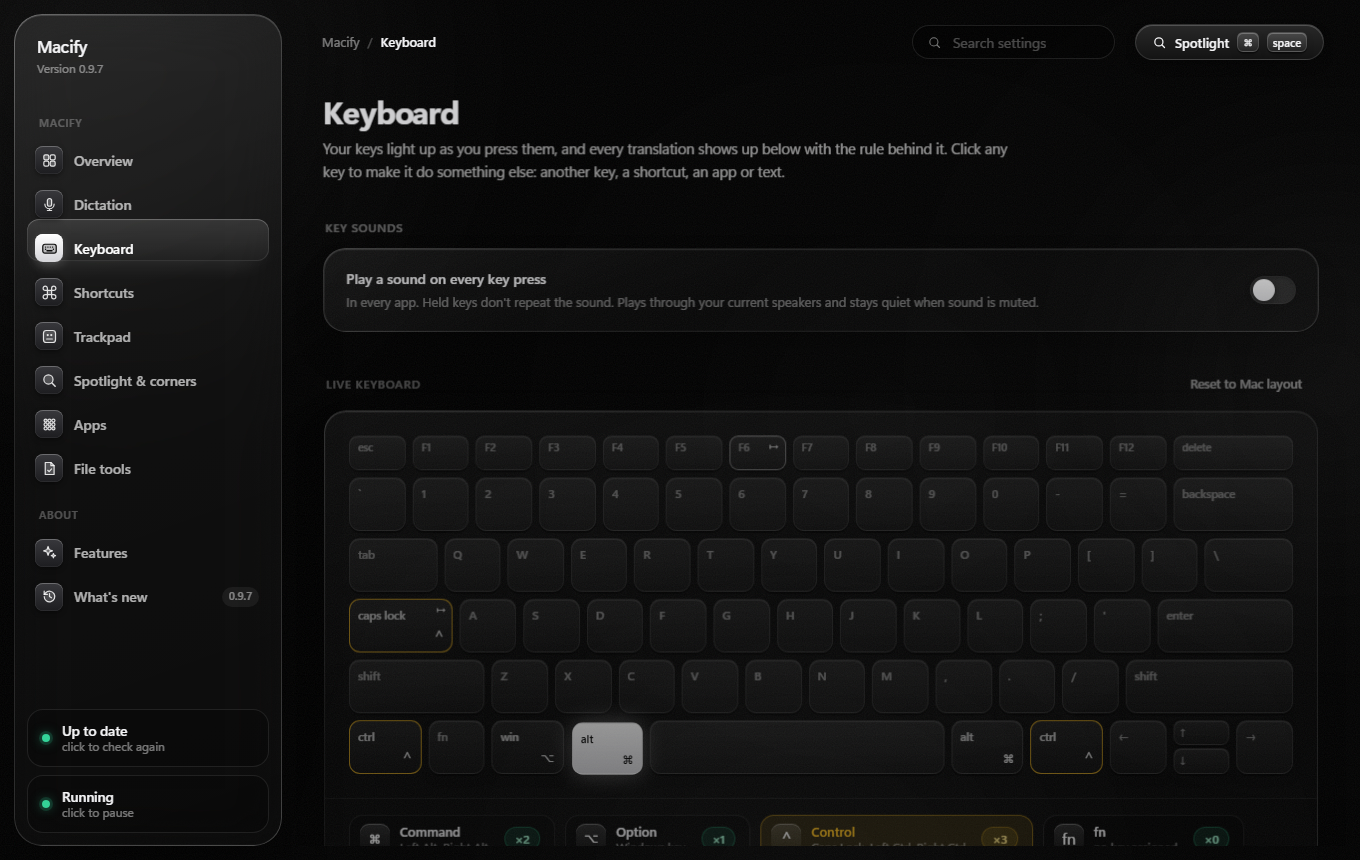 Macify
Version 0.9.7
MACIFY
Overview
Dictation
Keyboard
Shortcuts
Trackpad
Spotlight & corners
Apps
File tools
ABOUT
Features
What's new 0.9.7
Up to date
click to check again
Running
click to pause
Macify / Keyboard
Search settings
Spotlight ⌘ space
Keyboard
Your keys light up as you press them, and every translation shows up below with the rule behind it. Click any
key to make it do something else: another key, a shortcut, an app or text.
KEY SOUNDS
Play a sound on every key press
In every app. Held keys don't repeat the sound. Plays through your current speakers and stays quiet when sound is muted.
LIVE KEYBOARD Reset to Mac layout
esc F1 F2 F3 F4 F5 F6 ↦ F7 F8 F9 F10 F11 F12 delete
` 1 2 3 4 5 6 7 8 9 0 - = backspace
tab Q W E R T Y U I O P [ ] \
caps lock ↦ ^ A S D F G H J K L ; ' enter
shift Z X C V B N M , . / shift
ctrl ^ fn win ⌥ alt ⌘ alt ⌘ ctrl ^ ← ↑ ↓ →
⌘ Command ×2
⌥ Option ×1
^ Control ×3
fn fn ×0